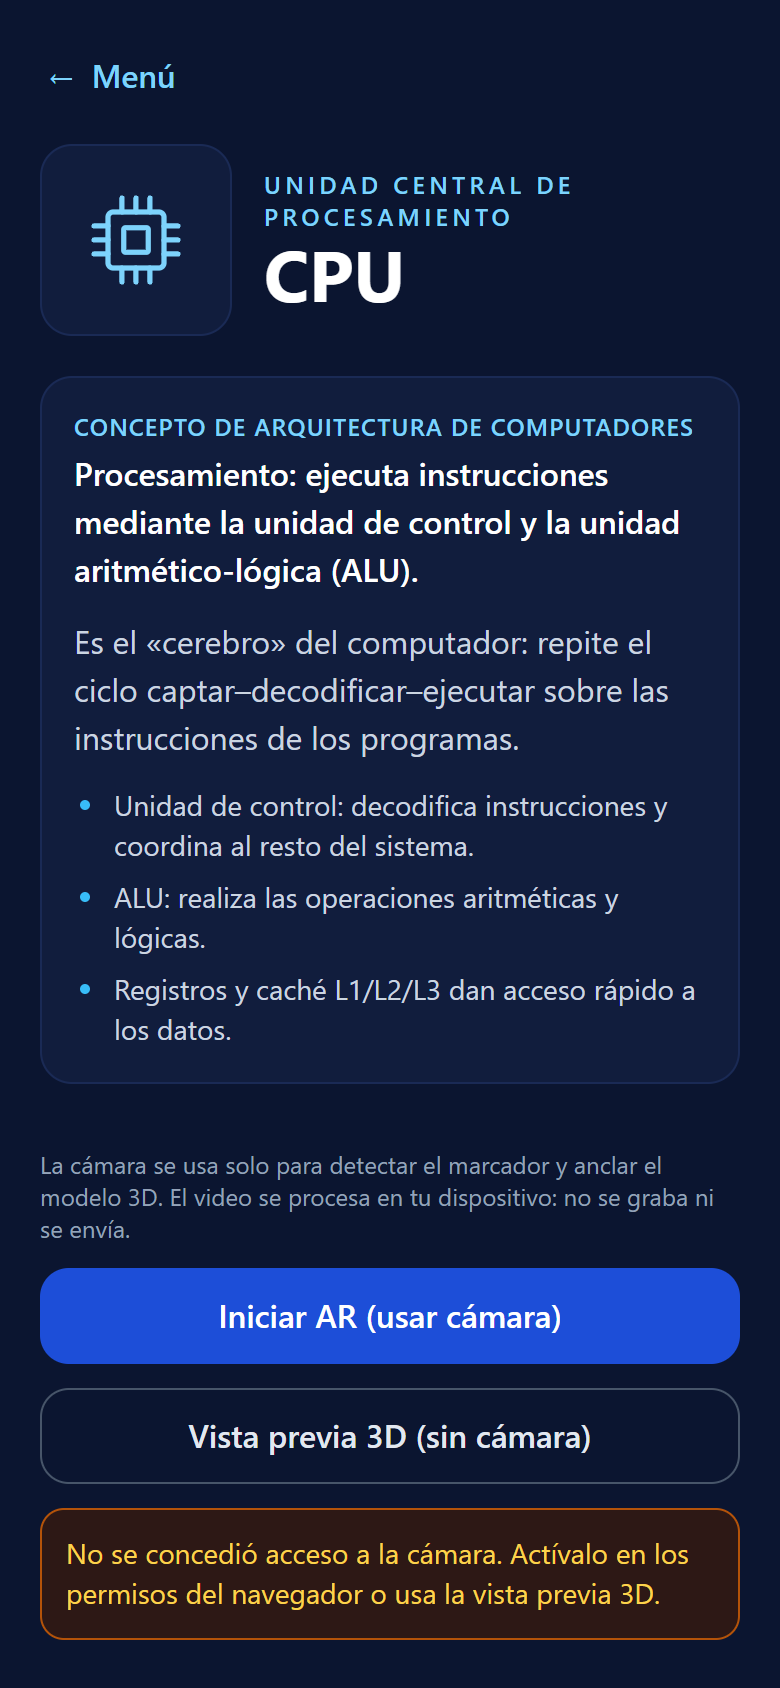 ← Menú
UNIDAD CENTRAL DE
PROCESAMIENTO
CPU
CONCEPTO DE ARQUITECTURA DE COMPUTADORES
Procesamiento: ejecuta instrucciones
mediante la unidad de control y la unidad
aritmético-lógica (ALU).
Es el «cerebro» del computador: repite el
ciclo captar–decodificar–ejecutar sobre las
instrucciones de los programas.
• Unidad de control: decodifica instrucciones y
coordina al resto del sistema.
• ALU: realiza las operaciones aritméticas y
lógicas.
• Registros y caché L1/L2/L3 dan acceso rápido a
los datos.
La cámara se usa solo para detectar el marcador y anclar el
modelo 3D. El video se procesa en tu dispositivo: no se graba ni
se envía.
Iniciar AR (usar cámara)
Vista previa 3D (sin cámara)
No se concedió acceso a la cámara. Actívalo en los
permisos del navegador o usa la vista previa 3D.